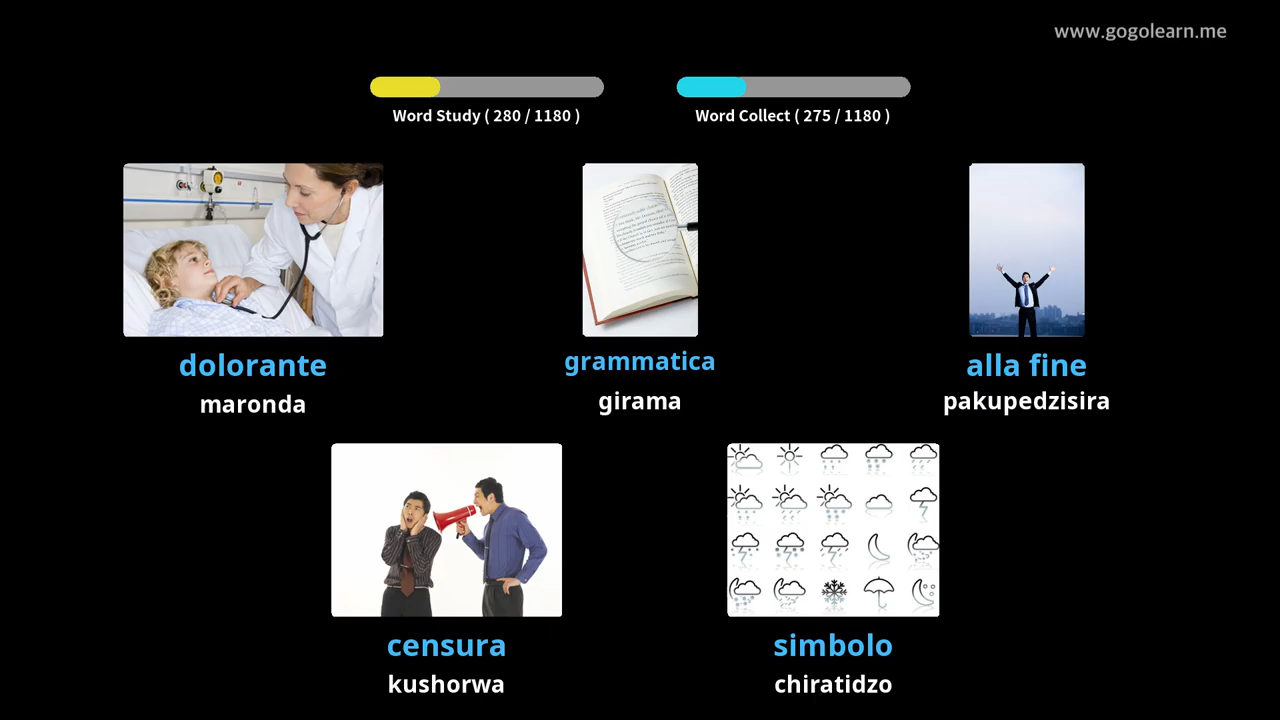 www.gogolearn.me
Word Study ( 280 / 1180 )
Word Collect ( 275 / 1180 )
dolorante
maronda
grammatica
girama
alla fine
pakupedzisira
censura
kushorwa
simbolo
chiratidzo